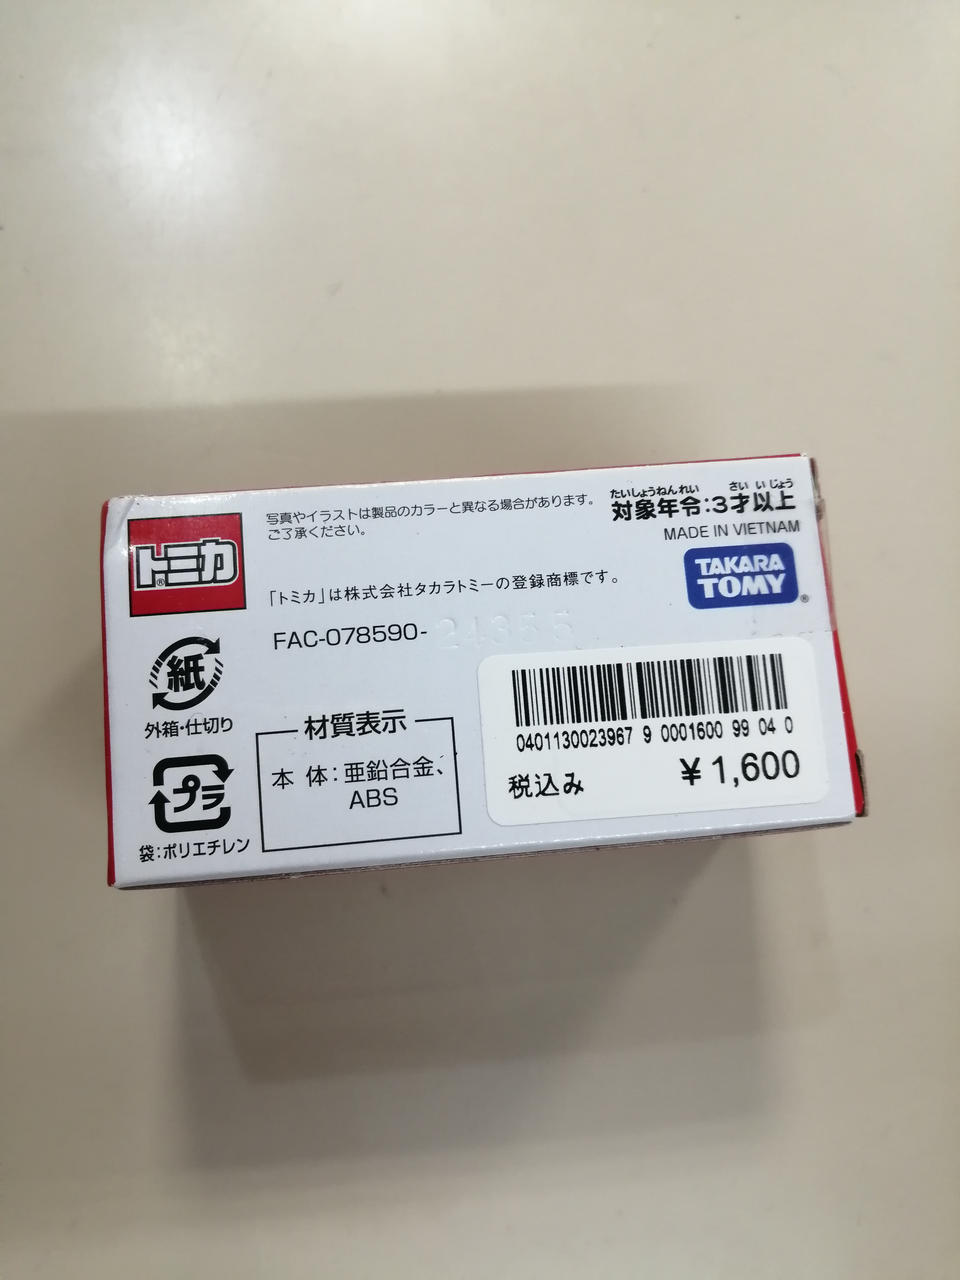 トミカ®
写真やイラストは製品のカラーと異なる場合があります。
ご了承ください。
たいしょうねんれい さい いじょう
対象年令:3才以上
MADE IN VIETNAM
TAKARA
TOMY®
「トミカ」は株式会社タカラトミーの登録商標です。
FAC-078590-
24355
紙
外箱・仕切り
プラ
袋:ポリエチレン
材質表示
本 体:亜鉛合金、
ABS
0401130023967 9 0001600 99 04 0
税込み ¥1,600